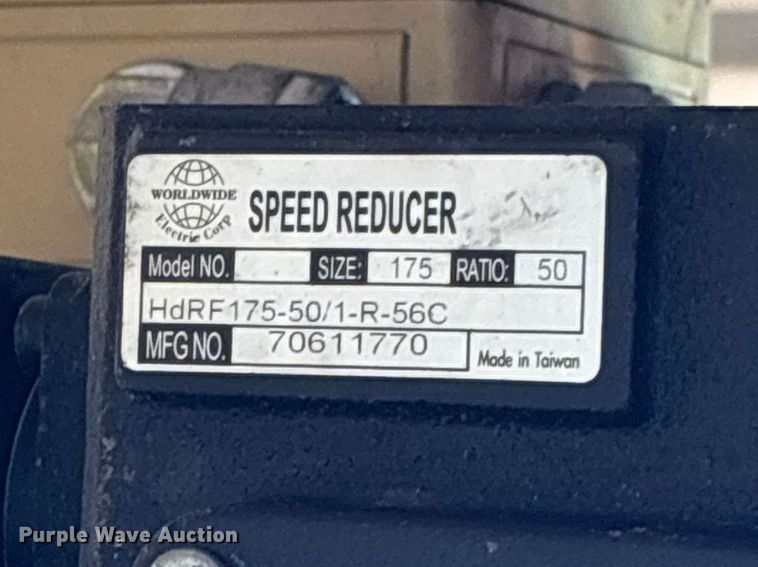 WORLDWIDE
Electric Corp
SPEED REDUCER
Model NO. SIZE: 175 RATIO: 50
HdRF175-50/1-R-56C
MFG NO. 70611770
Made in Taiwan
Purple Wave Auction